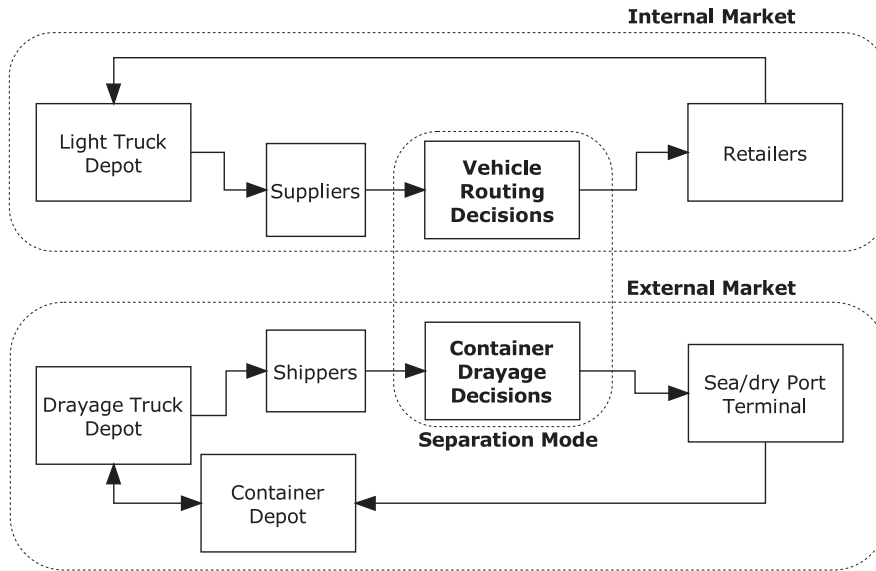 Internal Market
Light Truck
Depot
Suppliers
Vehicle
Routing
Decisions
Retailers
External Market
Drayage Truck
Depot
Shippers
Container
Drayage
Decisions
Sea/dry Port
Terminal
Separation Mode
Container
Depot